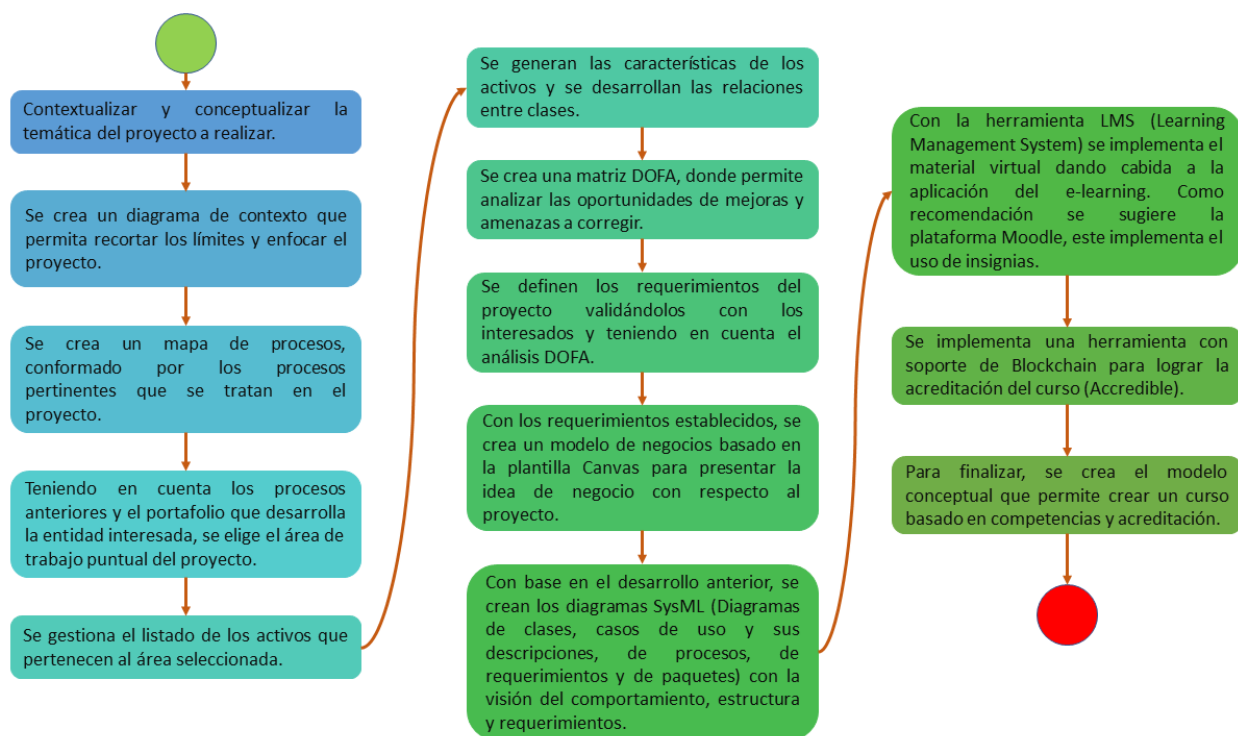 Contextualizar y conceptualizar la
temática del proyecto a realizar.
Se crea un diagrama de contexto que
permita recortar los límites y enfocar el
proyecto.
Se crea un mapa de procesos,
conformado por los procesos
pertinentes que se tratan en el
proyecto.
Teniendo en cuenta los procesos
anteriores y el portafolio que desarrolla
la entidad interesada, se elige el área de
trabajo puntual del proyecto.
Se gestiona el listado de los activos que
pertenecen al área seleccionada.
Se generan las características de los
activos y se desarrollan las relaciones
entre clases.
Se crea una matriz DOFA, donde permite
analizar las oportunidades de mejoras y
amenazas a corregir.
Se definen los requerimientos del
proyecto validándolos con los
interesados y teniendo en cuenta el
análisis DOFA.
Con los requerimientos establecidos, se
crea un modelo de negocios basado en
la plantilla Canvas para presentar la
idea de negocio con respecto al
proyecto.
Con base en el desarrollo anterior, se
crean los diagramas SysML (Diagramas
de clases, casos de uso y sus
descripciones, de procesos, de
requerimientos y de paquetes) con la
visión del comportamiento, estructura
y requerimientos.
Con la herramienta LMS (Learning
Management System) se implementa el
material virtual dando cabida a la
aplicación del e-learning. Como
recomendación se sugiere la
plataforma Moodle, este implementa el
uso de insignias.
Se implementa una herramienta con
soporte de Blockchain para lograr la
acreditación del curso (Accredible).
Para finalizar, se crea el modelo
conceptual que permite crear un curso
basado en competencias y acreditación.